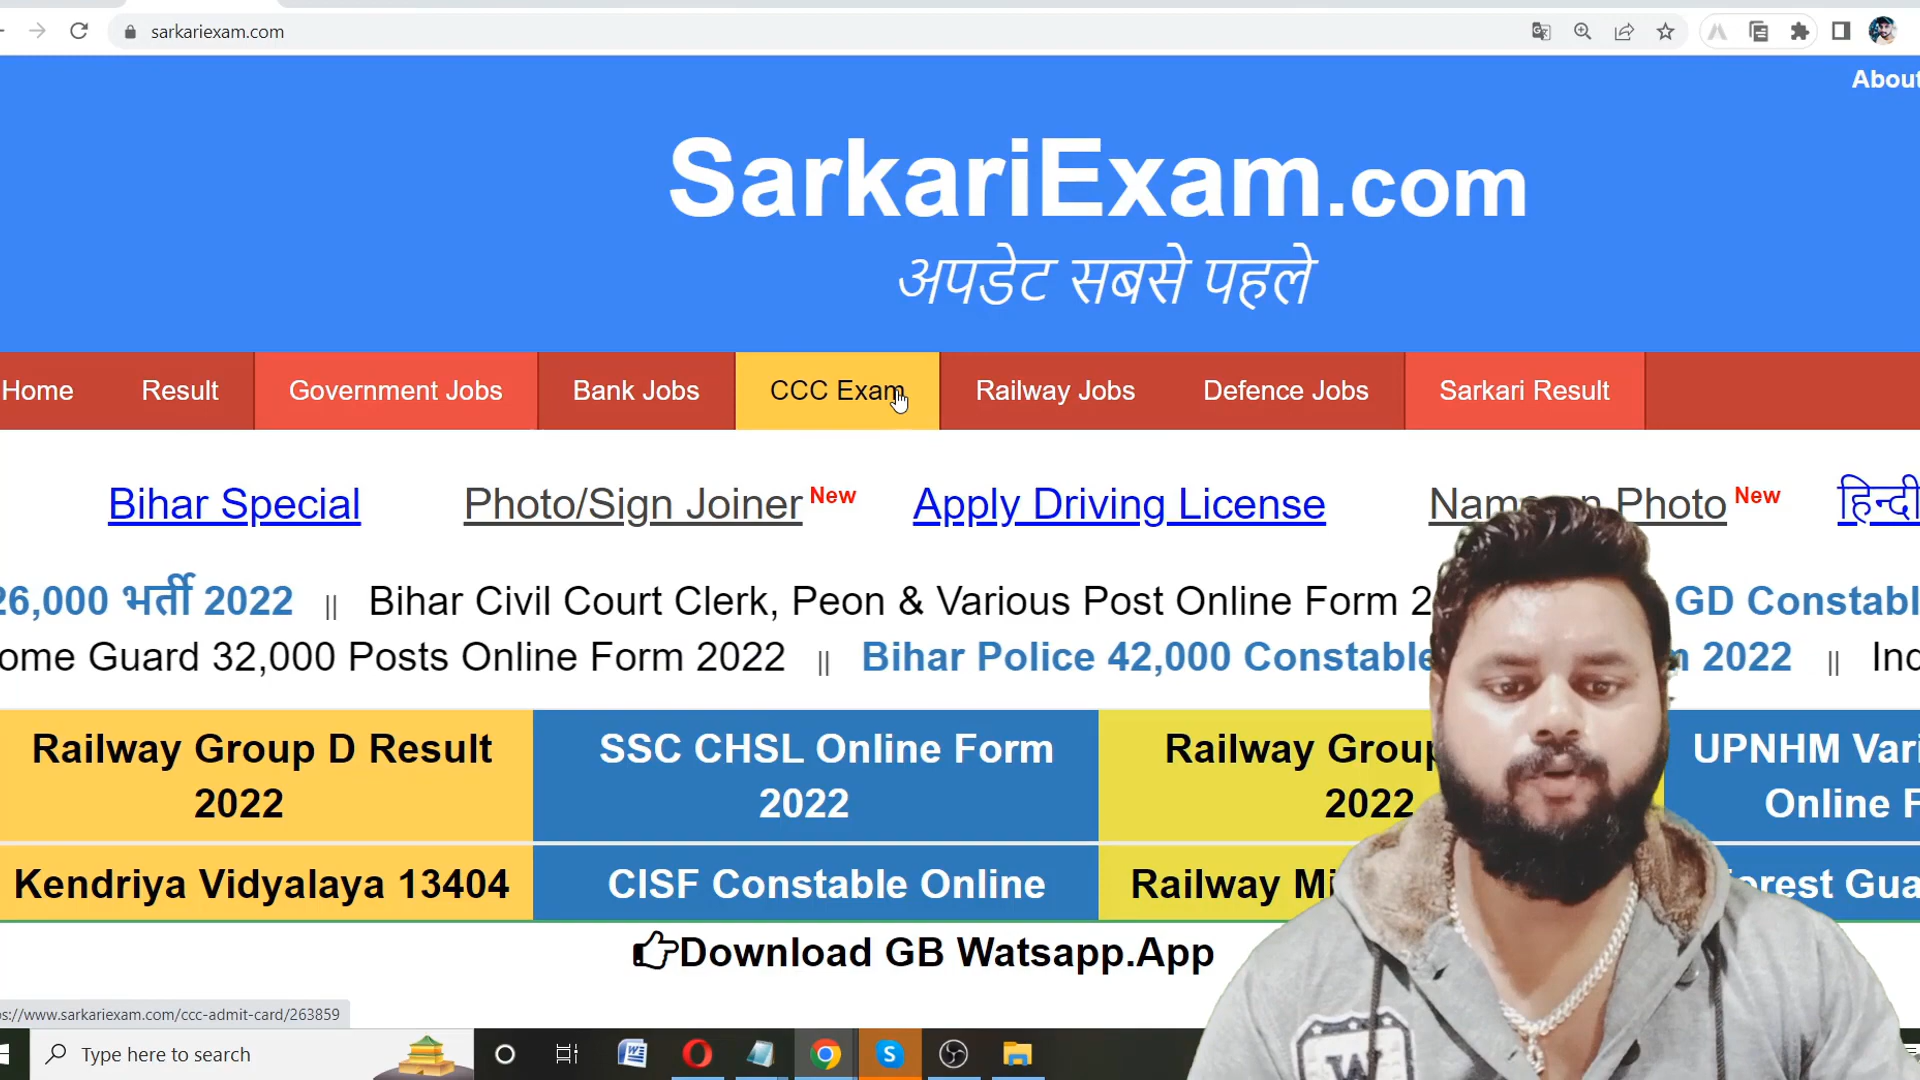 sarkariexam.com
About
SarkariExam.com
अपडेट सबसे पहले
Home Result Government Jobs Bank Jobs CCC Exam Railway Jobs Defence Jobs Sarkari Result
Bihar Special Photo/Sign Joiner New Apply Driving License Photo New हिन्दी
26,000 भर्ती 2022 || Bihar Civil Court Clerk, Peon & Various Post Online Form GD
ome Guard 32,000 Posts Online Form 2022 || Bihar Police 42,000 Constable 2022 ||
Railway Group D Result SSC CHSL Online Form Railway Group UPNHM
2022 2022 2022 Online
Kendriya Vidyalaya 13404 CISF Constable Online Railway
Download GB Watsapp.App
ps://www.sarkariexam.com/ccc-admit-card/263859
Type here to search
W